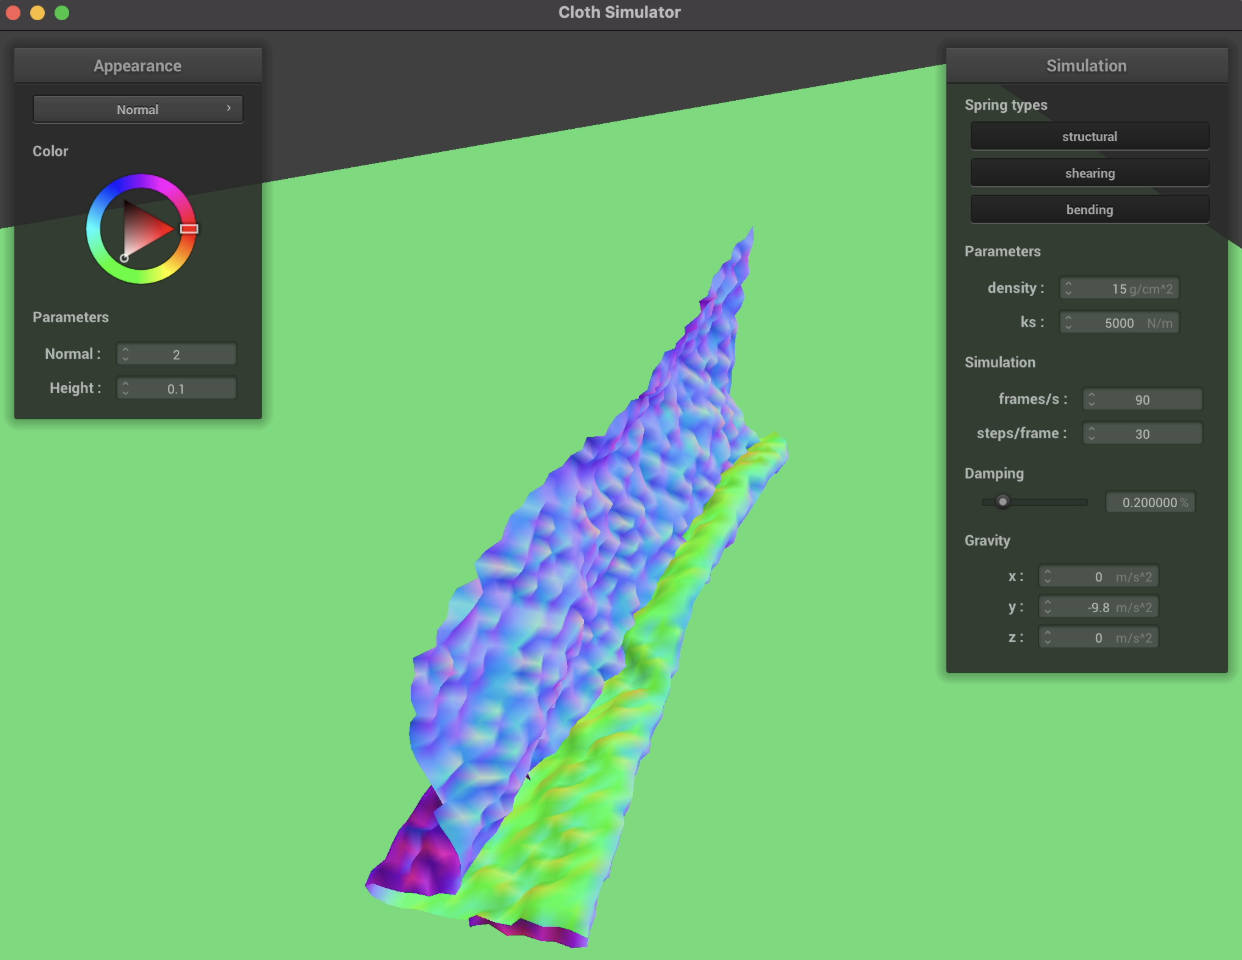 Cloth Simulator
Appearance
Normal
Color
Parameters
Normal : 2
Height : 0.1
Simulation
Spring types
structural
shearing
bending
Parameters
density : 15 g/cm^2
ks : 5000 N/m
Simulation
frames/s : 90
steps/frame : 30
Damping
0.200000 %
Gravity
x : 0 m/s^2
y : -9.8 m/s^2
z : 0 m/s^2